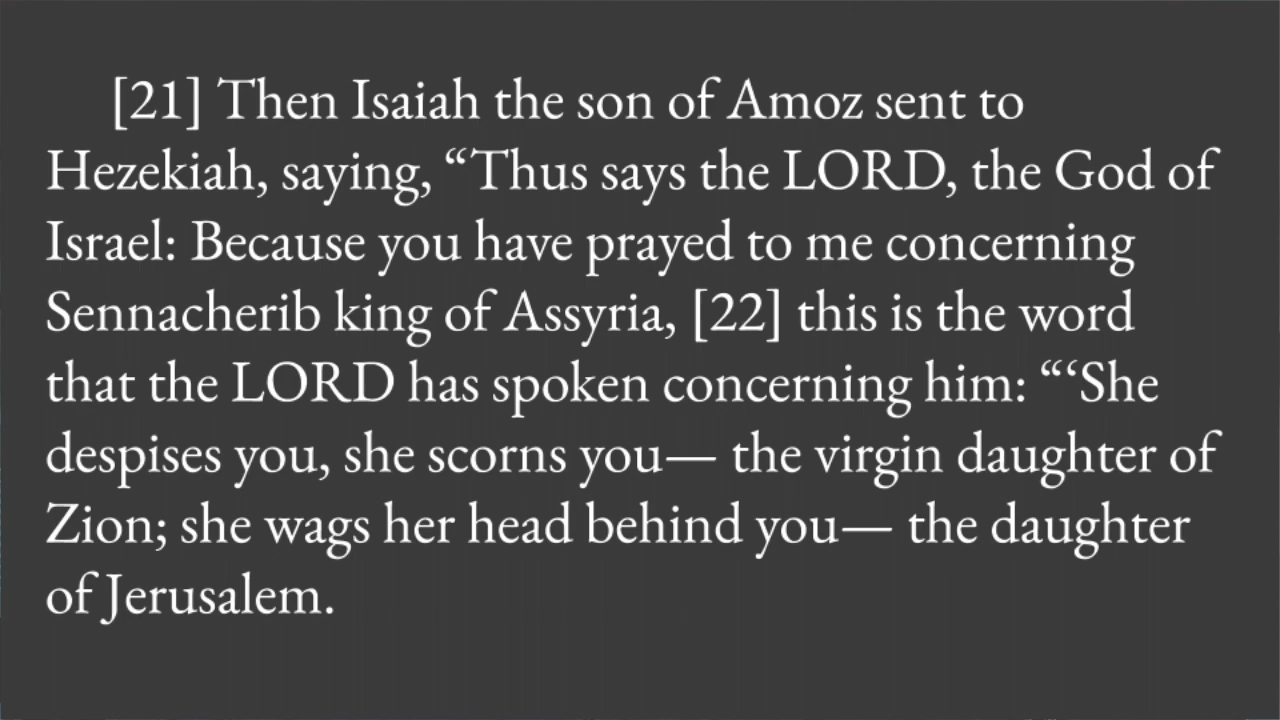 [21] Then Isaiah the son of Amoz sent to
Hezekiah, saying, “Thus says the LORD, the God of
Israel: Because you have prayed to me concerning
Sennacherib king of Assyria, [22] this is the word
that the LORD has spoken concerning him: “‘She
despises you, she scorns you— the virgin daughter of
Zion; she wags her head behind you— the daughter
of Jerusalem.